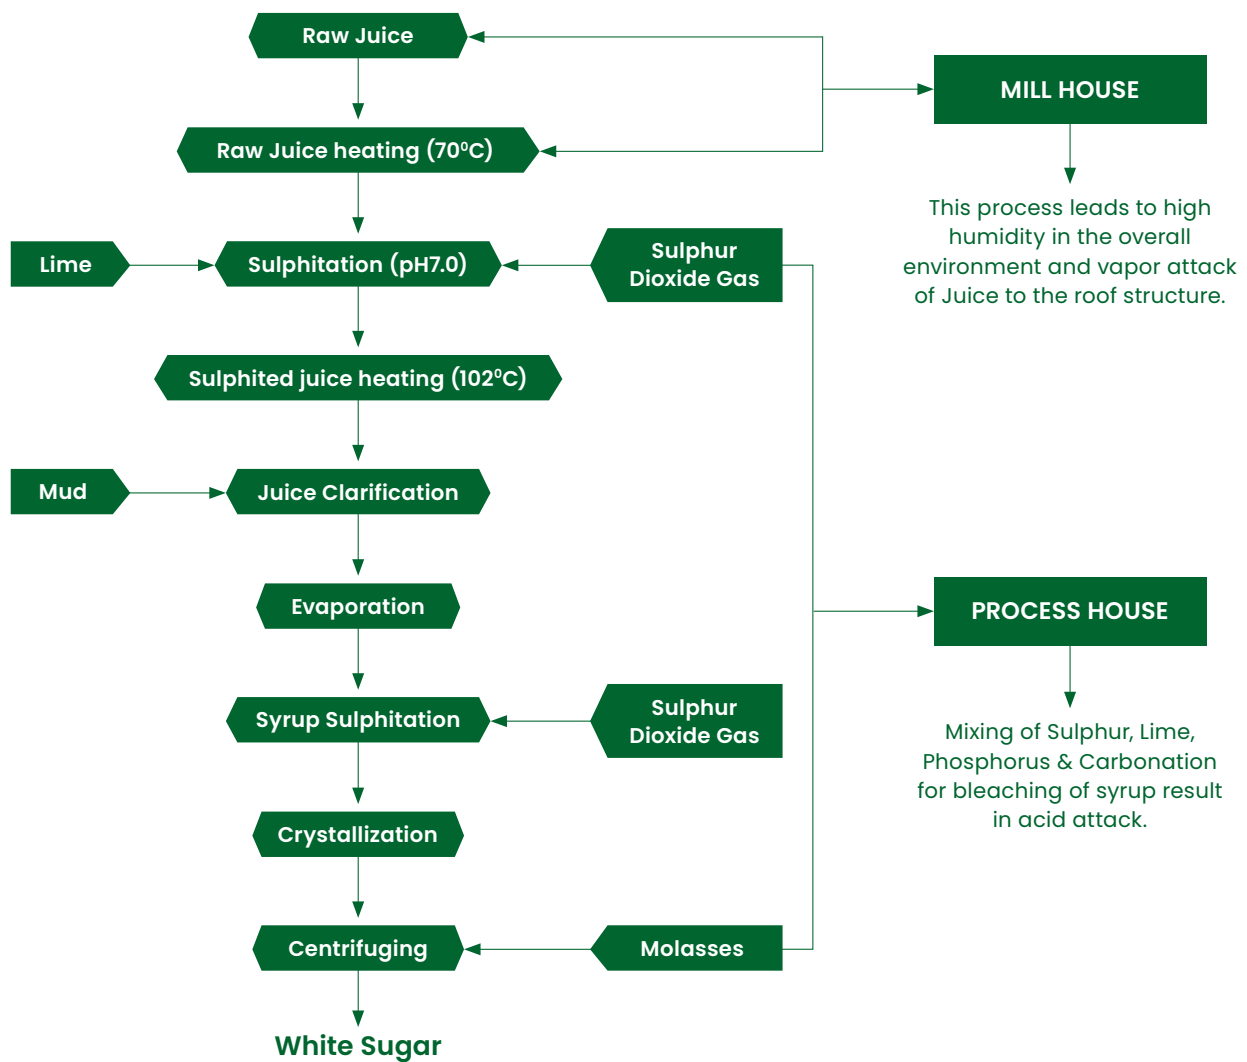 Raw Juice
MILL HOUSE
Raw Juice heating (70⁰C)
This process leads to high
humidity in the overall
environment and vapor attack
of Juice to the roof structure.
Lime
Sulphitation (pH7.0)
Sulphur
Dioxide Gas
Sulphited juice heating (102⁰C)
Mud
Juice Clarification
Evaporation
PROCESS HOUSE
Syrup Sulphitation
Sulphur
Dioxide Gas
Mixing of Sulphur, Lime,
Phosphorus & Carbonation
for bleaching of syrup result
in acid attack.
Crystallization
Centrifuging
Molasses
White Sugar